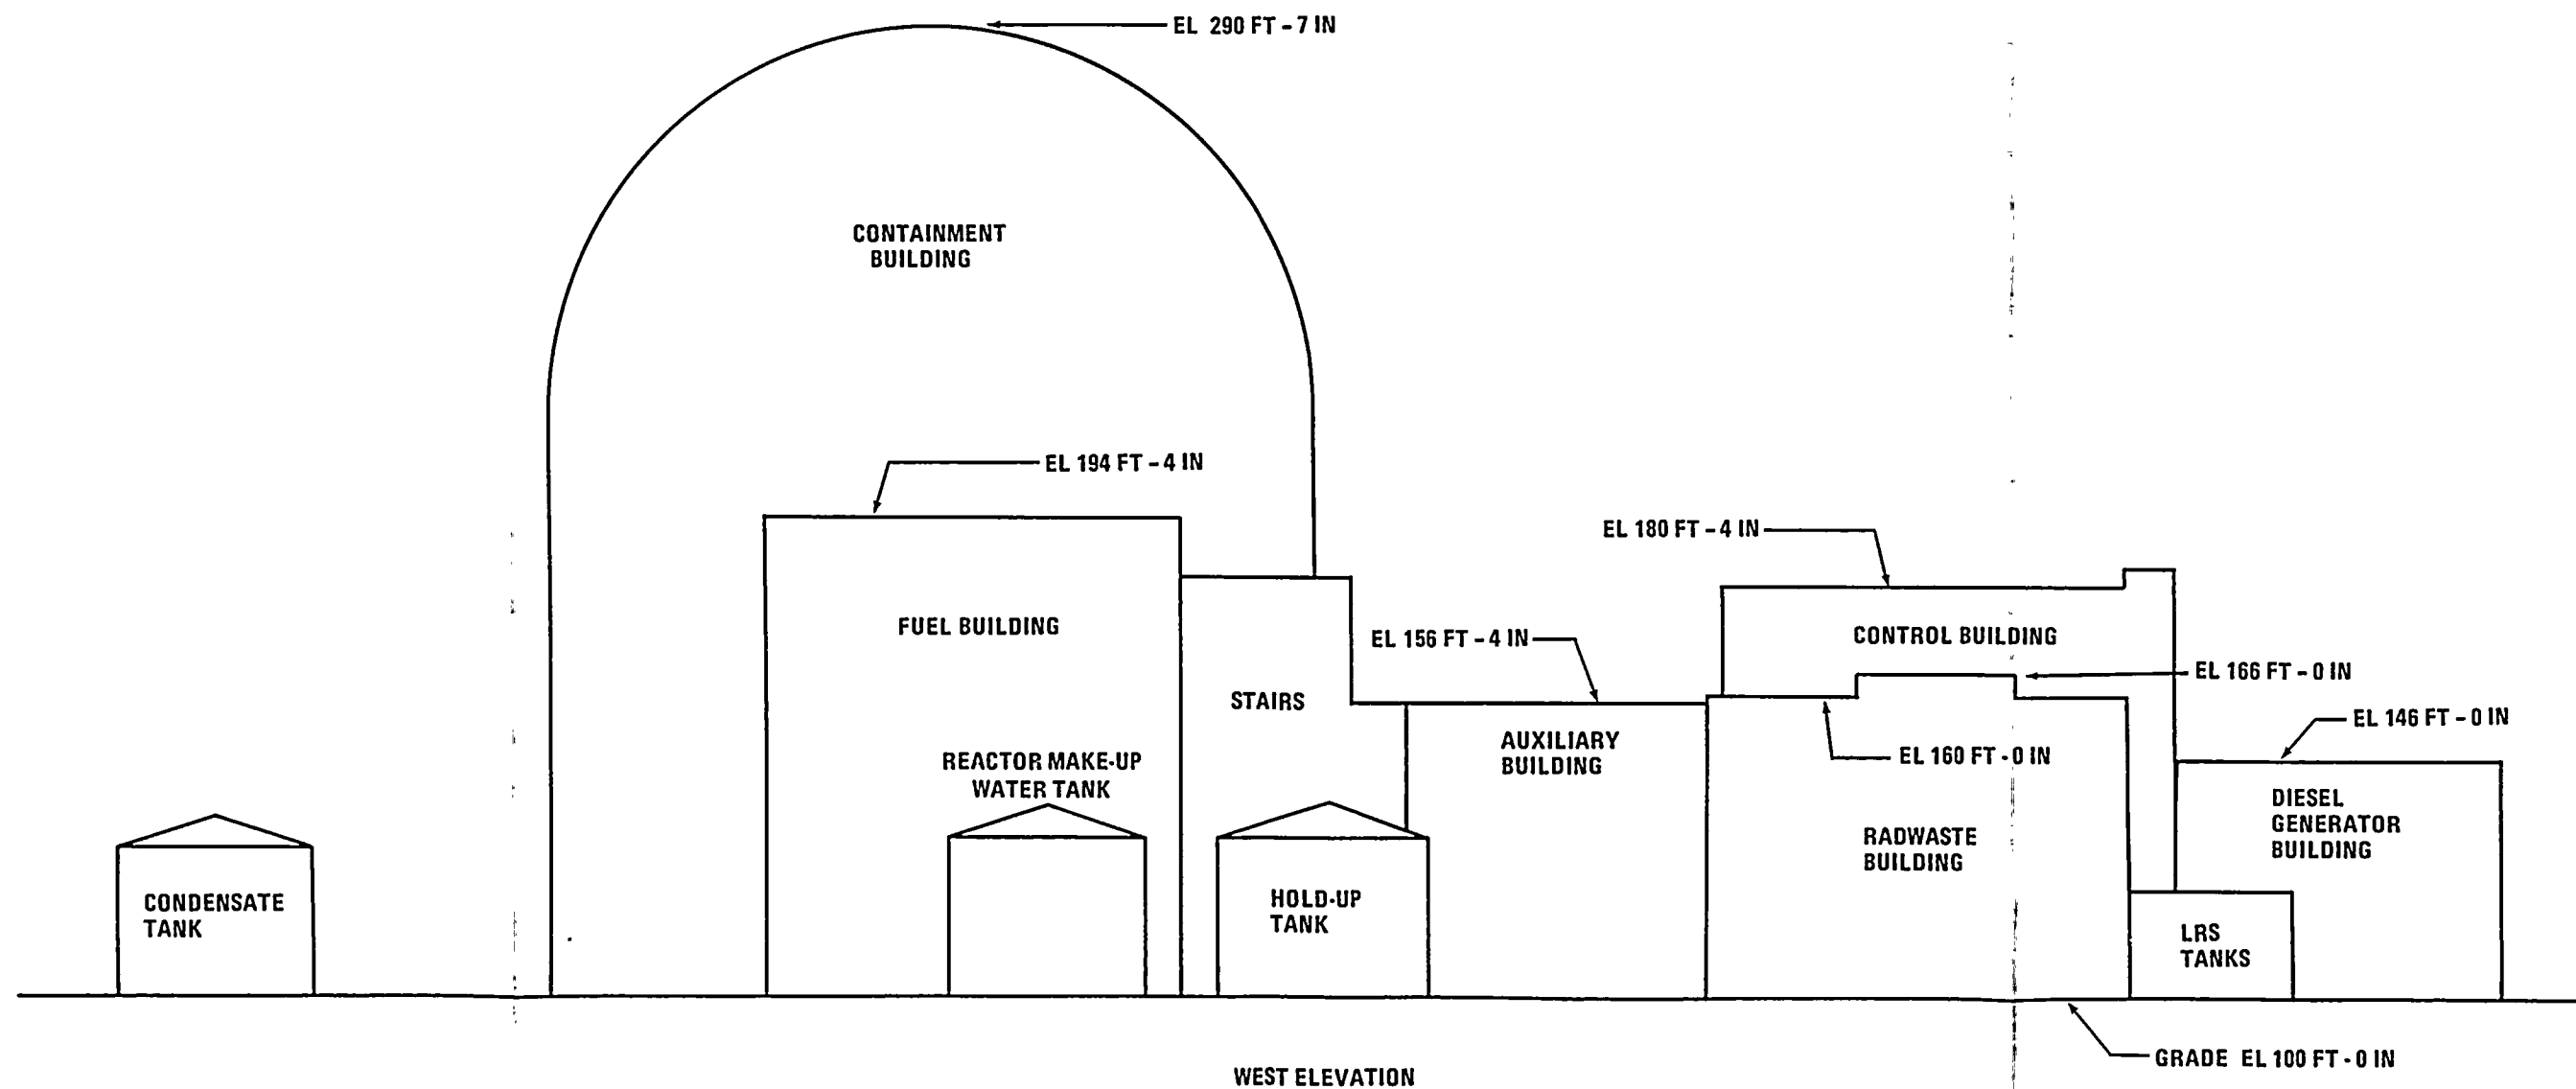 EL 290 FT - 7 IN
CONTAINMENT
BUILDING
EL 194 FT - 4 IN
EL 180 FT - 4 IN
FUEL BUILDING
EL 156 FT - 4 IN
CONTROL BUILDING
EL 166 FT - 0 IN
STAIRS
EL 146 FT - 0 IN
AUXILIARY
BUILDING
EL 160 FT - 0 IN
REACTOR MAKE-UP
WATER TANK
DIESEL
GENERATOR
BUILDING
RADWASTE
BUILDING
CONDENSATE
TANK
HOLD-UP
TANK
LRS
TANKS
GRADE EL 100 FT - 0 IN
WEST ELEVATION